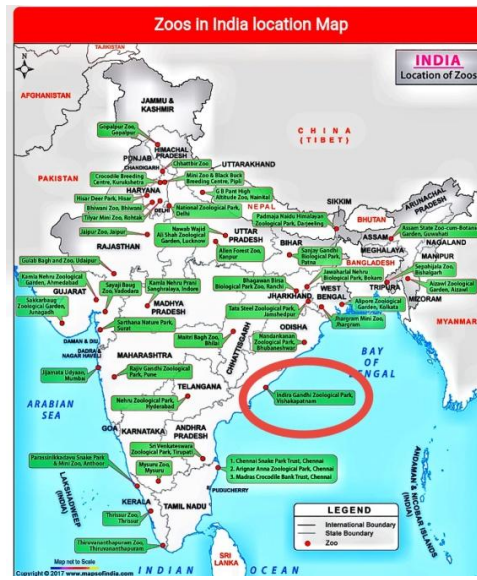 Zoos in India location Map
INDIA
Location of Zoos
TAJIKISTAN
AFGHANISTAN
JAMMU &
KASHMIR
Gopalpur Zoo,
Gopalpur
HIMACHAL
PRADESH
CHINA
(TIBET)
PUNJAB
CHANDIGARH
Chhattbir Zoo
UTTARAKHAND
PAKISTAN
Crocodile Breeding
Centre, Kurukshetra
Mini Zoo & Black Buck
Breeding Centre, Pipli
HARYANA
G B Pant High
Altitude Zoo, Nainital
Hisar Deer Park, Hisar
Bhiwani Zoo, Bhiwani
Tilyar Mini Zoo, Rohtak
DELHI
National Zoological Park,
Delhi
NEPAL
SIKKIM
ARUNACHAL
PRADESH
Padmaja Naidu Himalayan
Zoological Park, Darjeeling
BHUTAN
Jaipur Zoo, Jaipur
Nawab Wajid
Ali Shah Zoological
Garden, Lucknow
UTTAR
PRADESH
ASSAM
Assam State Zoo-cum-Botanical
Garden, Guwahati
NAGALAND
MEGHALAYA
RAJASTHAN
Allen Forest Zoo,
Kanpur
BIHAR
Sanjay Gandhi
Biological Park,
Patna
MANIPUR
BANGLADESH
Gulab Bagh and Zoo, Udaipur
Bhagawan Birsa
Biological Park Zoo, Ranchi
Jawaharlal Nehru
Biological Park, Bokaro
Sepahijala Zoo,
Bishalgarh
Kamla Nehru Zoological
Garden, Ahmedabad
GUJARAT
Sayaji Baug
Zoo, Vadodara
Kamla Nehru Prani
Sangrahalaya, Indore
JHARKHAND
WEST
BENGAL
TRIPURA
Aizawl Zoological
Garden, Aizawl
MIZORAM
Sakkarbaug
Zoological Garden,
Junagadh
MADHYA
PRADESH
Tata Steel Zoological Park,
Jamshedpur
Alipore Zoological
Garden, Kolkata
Jhargram Mini Zoo,
Jhargram
MYANMAR
Sarthana Nature Park,
Surat
Maitri Bagh Zoo,
Bhilai
CHHATTISGARH
Nandankanan
Zoological Park,
Bhubaneswar
ODISHA
DAMAN & DIU
DADRA &
NAGAR HAVELI
MAHARASHTRA
Jijamata Udyaan,
Mumbai
Rajiv Gandhi Zoological
Park, Pune
BAY OF
BENGAL
ARABIAN
SEA
TELANGANA
Nehru Zoological Park,
Hyderabad
Indira Gandhi Zoological Park,
Vishakapatnam
GOA
KARNATAKA
ANDHRA
PRADESH
Sri Venkateswara
Zoological Park, Tirupati
Parassinikkadavu Snake Park
& Mini Zoo, Anthoor
Mysuru Zoo,
Mysuru
1. Chennai Snake Park Trust, Chennai
2. Arignar Anna Zoological Park, Chennai
3. Madras Crocodile Bank Trust, Chennai
LAKSHADWEEP
(INDIA)
KERALA
PUDUCHERRY
TAMIL NADU
ANDAMAN & NICOBAR ISLANDS
(INDIA)
Thrissur Zoo,
Thrissur
Thiruvananthapuram Zoo,
Thiruvananthapuram
LEGEND
International Boundary
State Boundary
Zoo
SRI
LANKA
Map not to Scale
Copyright © 2017 www.mapsofindia.com
INDIAN OCEAN